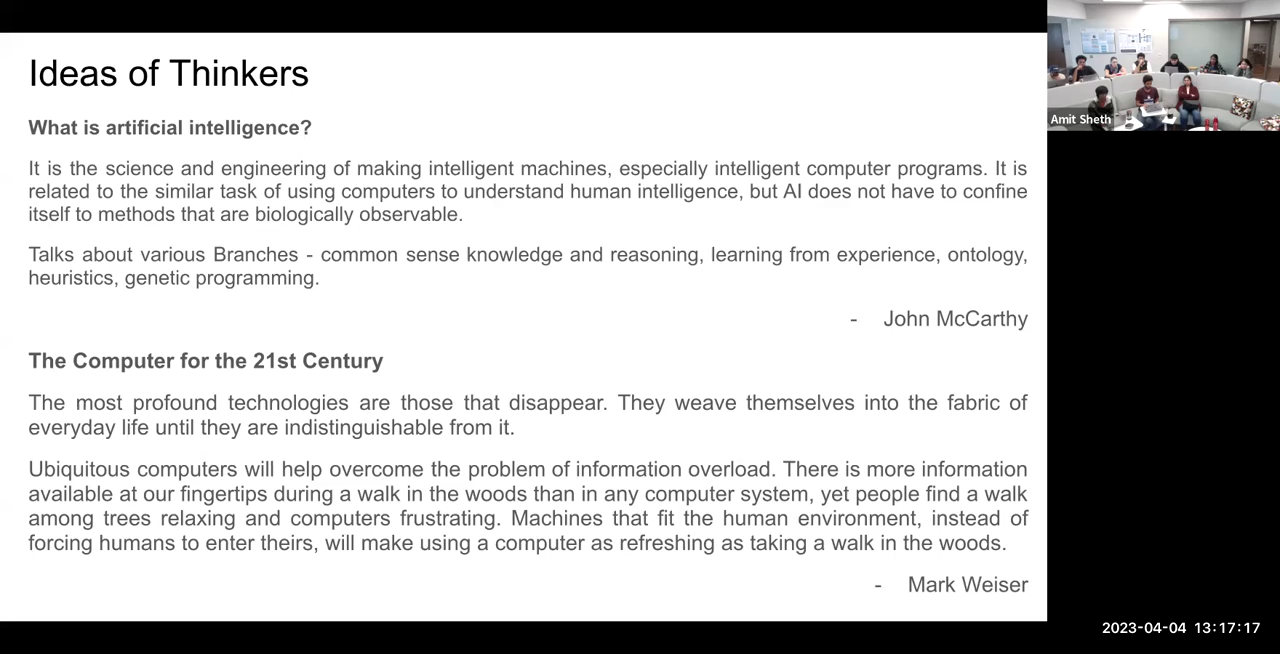 Ideas of Thinkers
What is artificial intelligence?
It is the science and engineering of making intelligent machines, especially intelligent computer programs. It is
related to the similar task of using computers to understand human intelligence, but AI does not have to confine
itself to methods that are biologically observable.
Talks about various Branches - common sense knowledge and reasoning, learning from experience, ontology,
heuristics, genetic programming.
- John McCarthy
The Computer for the 21st Century
The most profound technologies are those that disappear. They weave themselves into the fabric of
everyday life until they are indistinguishable from it.
Ubiquitous computers will help overcome the problem of information overload. There is more information
available at our fingertips during a walk in the woods than in any computer system, yet people find a walk
among trees relaxing and computers frustrating. Machines that fit the human environment, instead of
forcing humans to enter theirs, will make using a computer as refreshing as taking a walk in the woods.
- Mark Weiser
Amit Sheth
2023-04-04 13:17:17